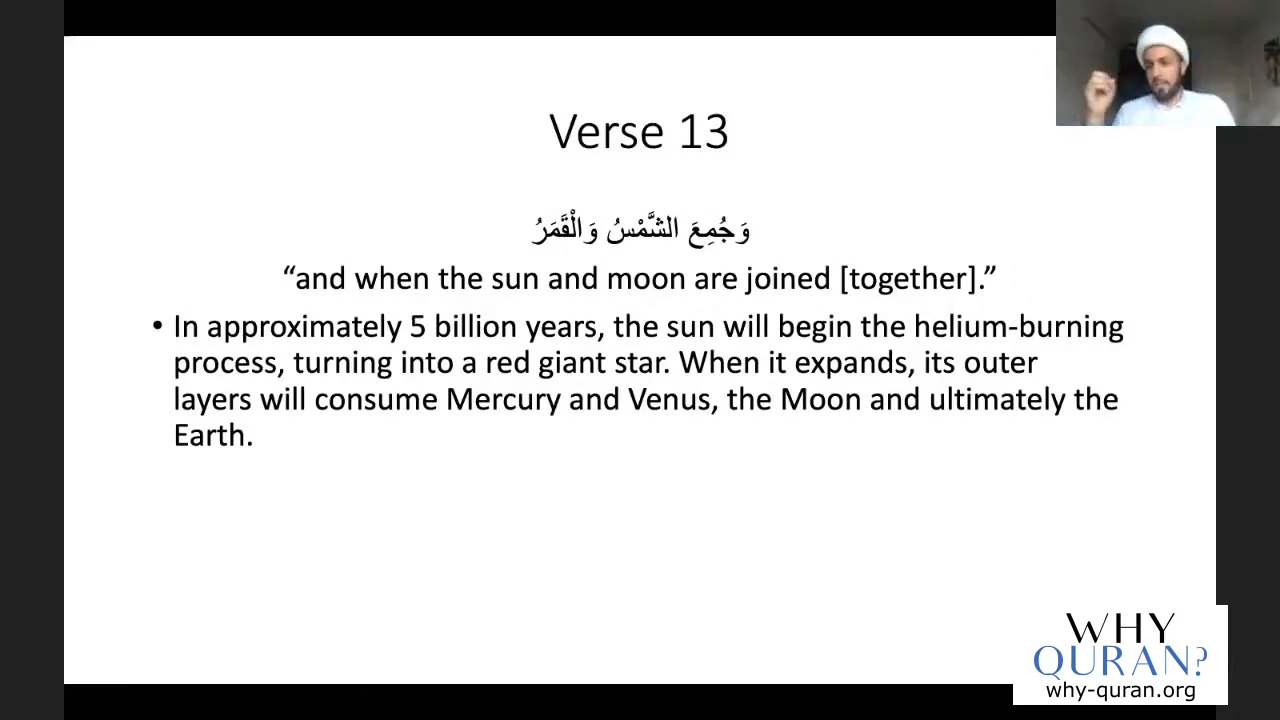 Verse 13
وَجُمِعَ الشَّمْسُ وَالْقَمَرُ
“and when the sun and moon are joined [together].”
• In approximately 5 billion years, the sun will begin the helium-burning
process, turning into a red giant star. When it expands, its outer
layers will consume Mercury and Venus, the Moon and ultimately the
Earth.
WHY
QURAN?
why-quran.org